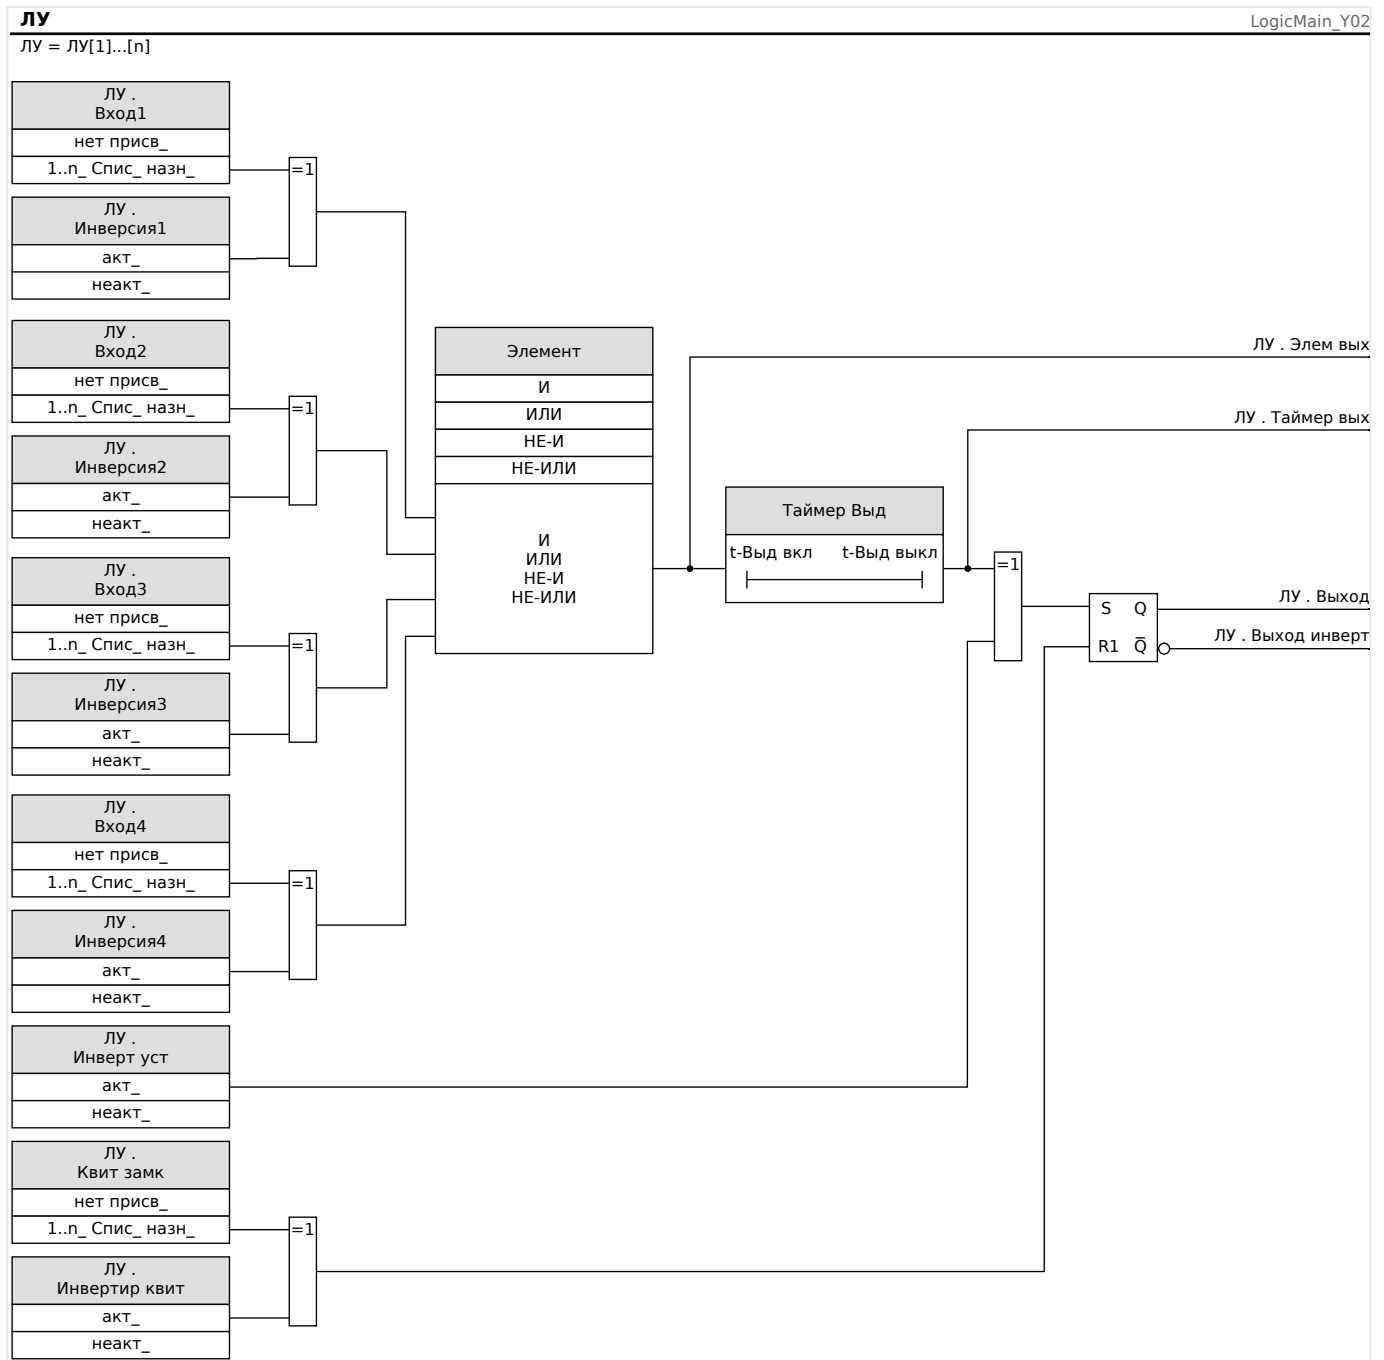 ЛУ
LogicMain_Y02
ЛУ = ЛУ[1]...[n]
ЛУ .
Вход1
нет присв_
1..n_ Спис_ назн_
=1
ЛУ .
Инверсия1
акт_
неакт_
ЛУ .
Вход2
нет присв_
1..n_ Спис_ назн_
=1
ЛУ .
Инверсия2
акт_
неакт_
ЛУ .
Вход3
нет присв_
1..n_ Спис_ назн_
=1
ЛУ .
Инверсия3
акт_
неакт_
ЛУ .
Вход4
нет присв_
1..n_ Спис_ назн_
=1
ЛУ .
Инверсия4
акт_
неакт_
ЛУ .
Инверт уст
акт_
неакт_
ЛУ .
Квит замк
нет присв_
1..n_ Спис_ назн_
=1
ЛУ .
Инвертир квит
акт_
неакт_
Элемент
И
ИЛИ
НЕ-И
НЕ-ИЛИ
И
ИЛИ
НЕ-И
НЕ-ИЛИ
Таймер Выд
t-Выд вкл t-Выд выкл
=1
S Q
R1 Q̅
ЛУ . Элем вых
ЛУ . Таймер вых
ЛУ . Выход
ЛУ . Выход инверт